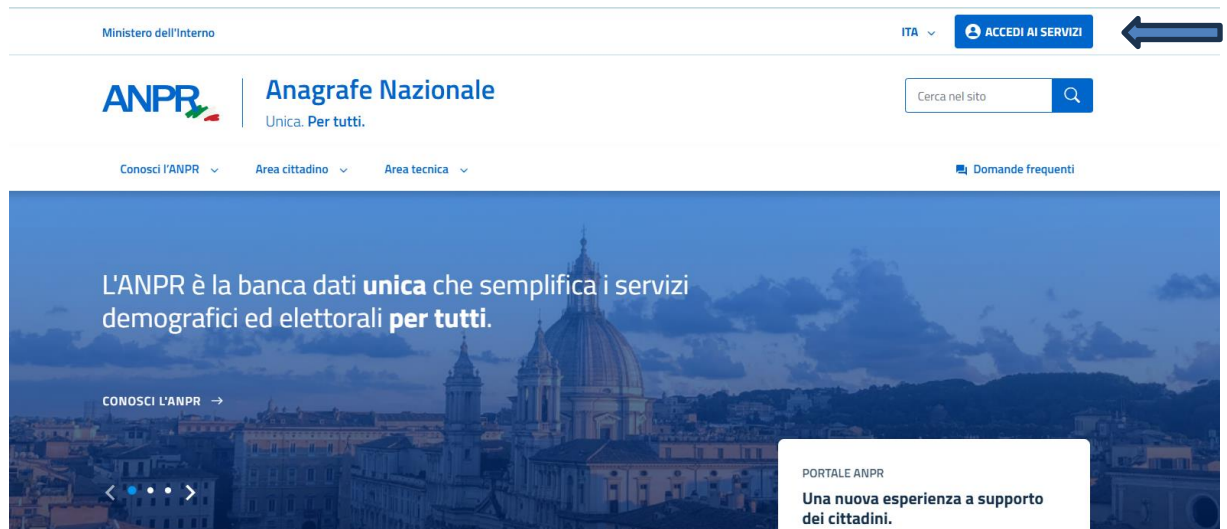 Ministero dell'Interno
ITA
ACCEDI AI SERVIZI
ANPR
Anagrafe Nazionale
Unica. Per tutti.
Cerca nel sito
Conosci l'ANPR
Area cittadino
Area tecnica
Domande frequenti
L'ANPR è la banca dati unica che semplifica i servizi
demografici ed elettorali per tutti.
CONOSCI L'ANPR →
PORTALE ANPR
Una nuova esperienza a supporto
dei cittadini.